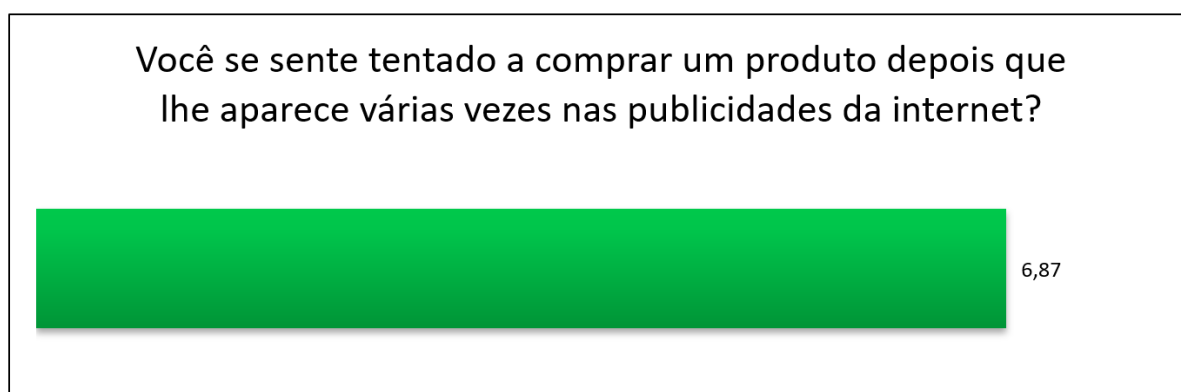 Você se sente tentado a comprar um produto depois que
lhe aparece várias vezes nas publicidades da internet?
6,87